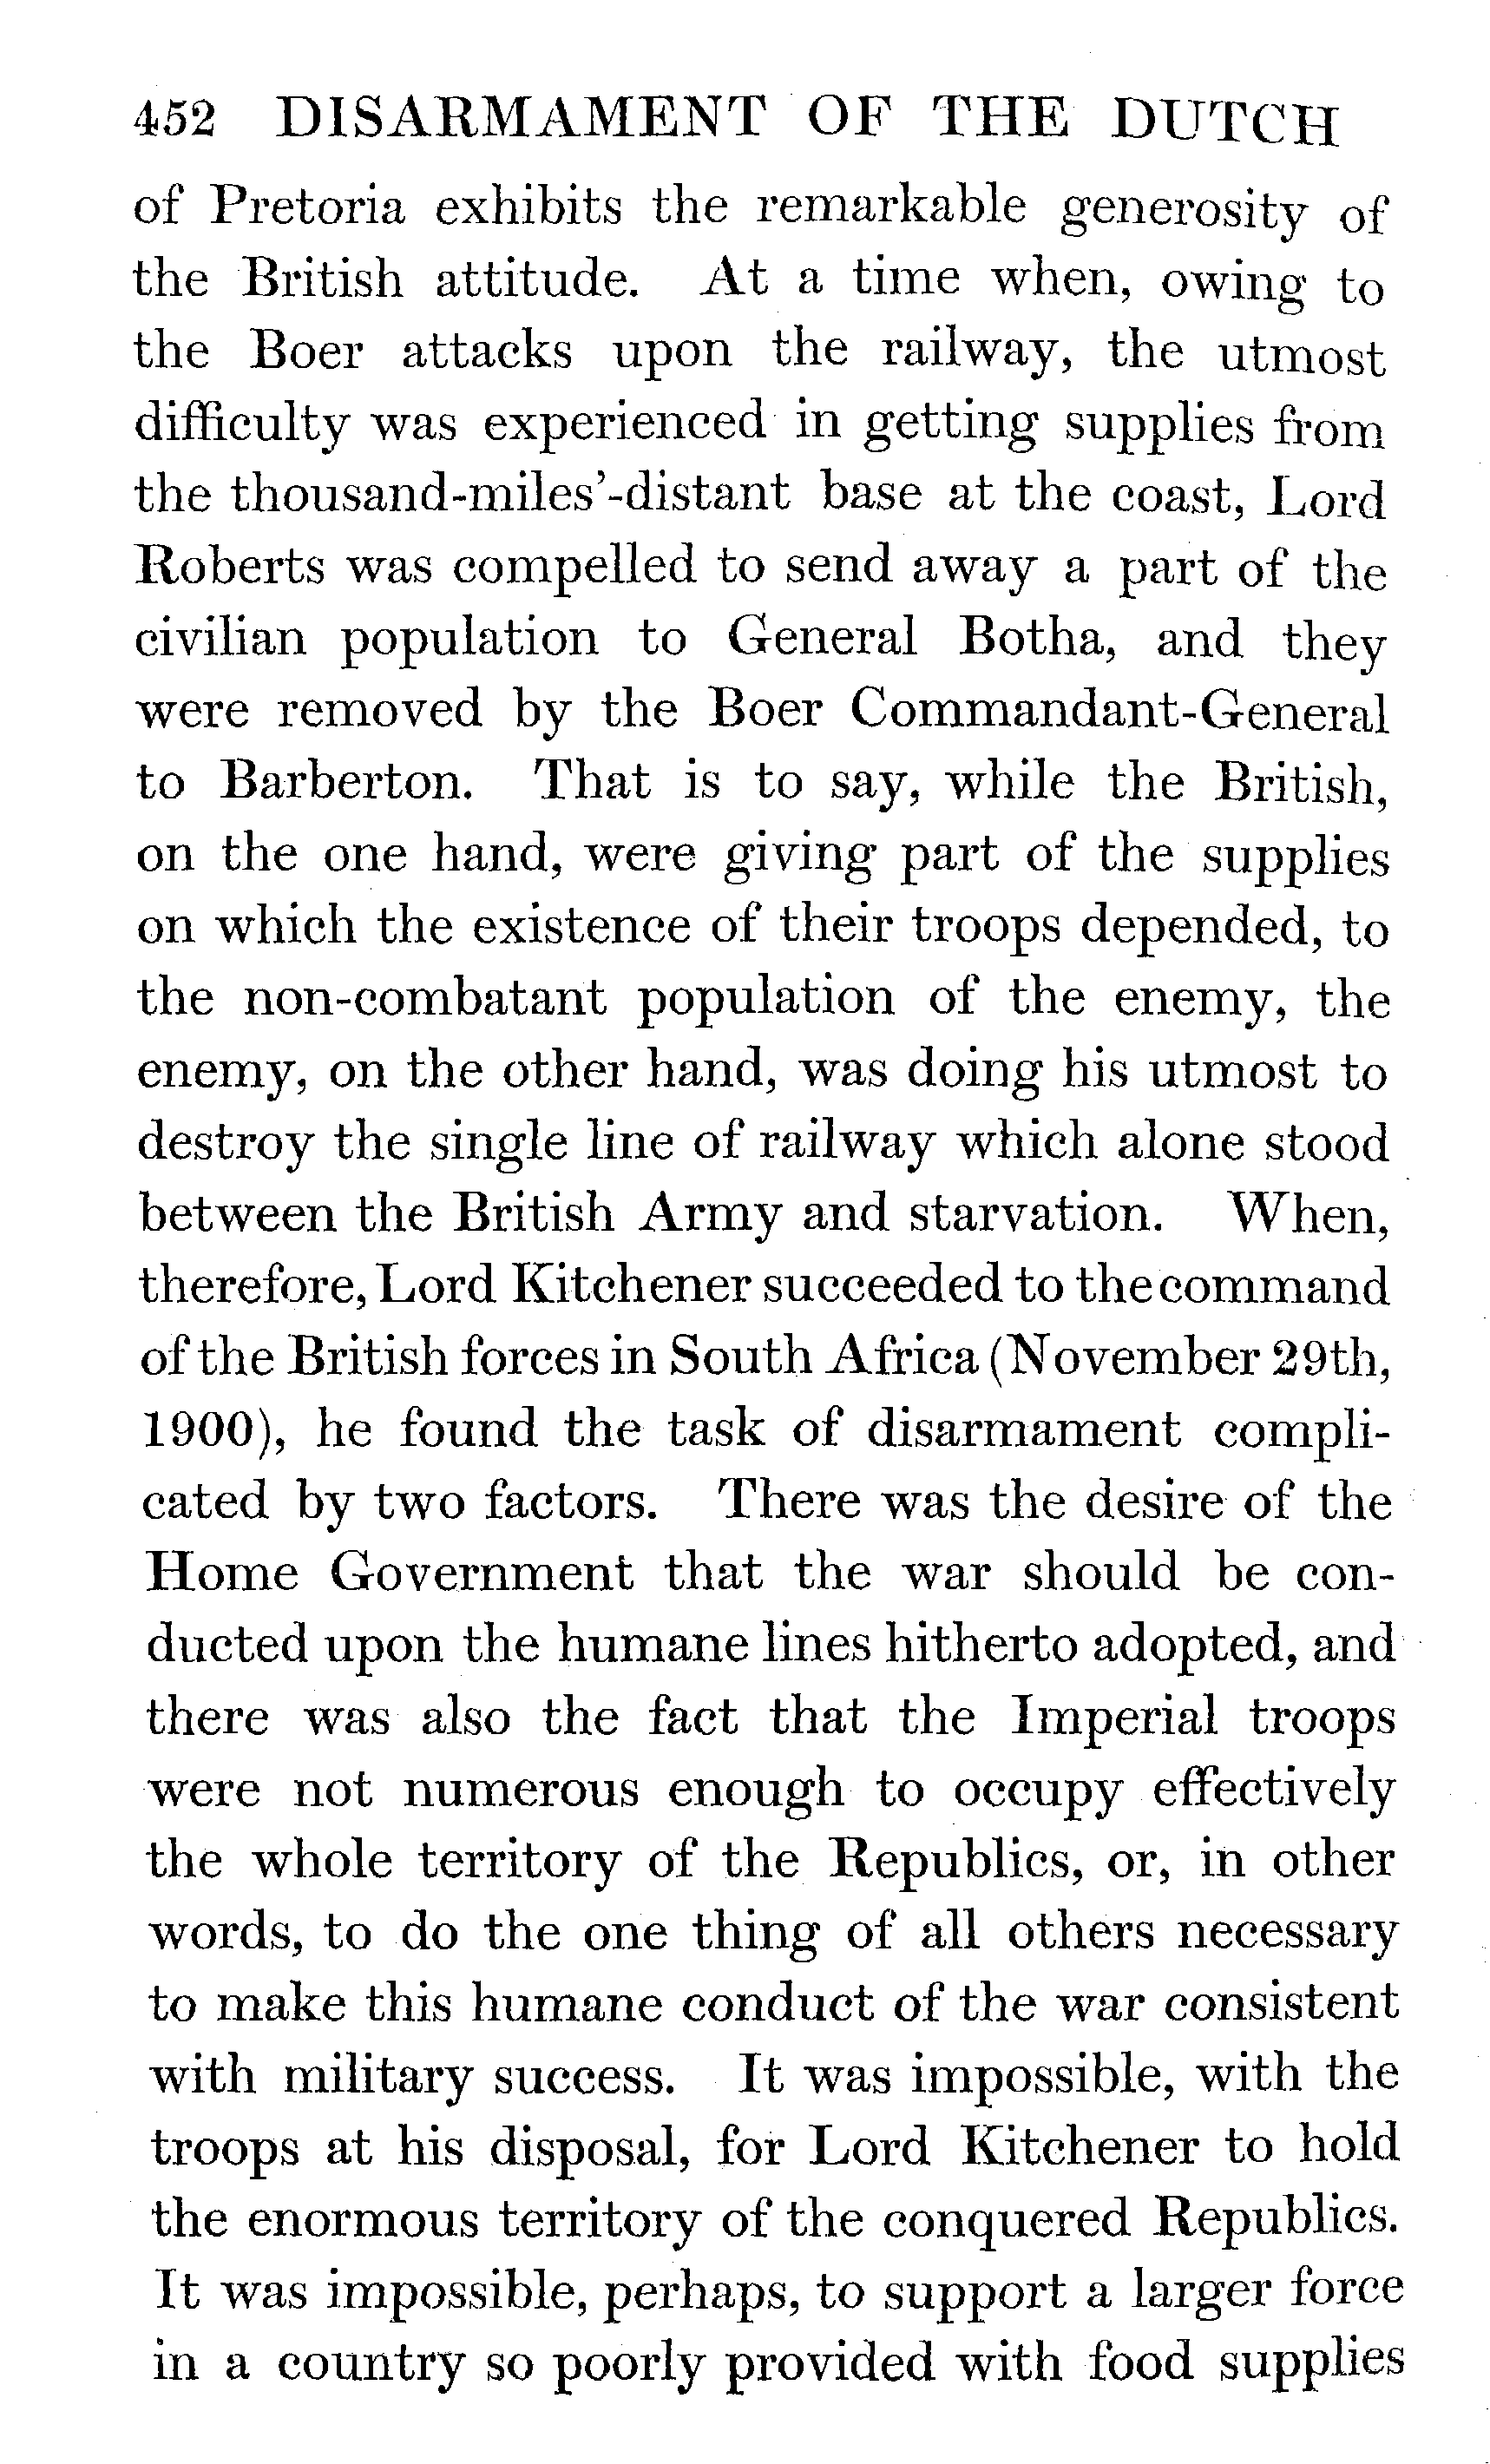 452 DISARMAMENT OF THE DUTCH
of Pretoria exhibits the remarkable generosity of
the British attitude. At a time when, owing to
the Boer attacks upon the railway, the utmost
difficulty was experienced in getting supplies from
the thousand-miles'-distant base at the coast, Lord
Roberts was compelled to send away a part of the
civilian population to General Botha, and they
were removed by the Boer Commandant-General
to Barberton. That is to say, while the British,
on the one hand, were giving part of the supplies
on which the existence of their troops depended, to
the non-combatant population of the enemy, the
enemy, on the other hand, was doing his utmost to
destroy the single line of railway which alone stood
between the British Army and starvation. When,
therefore, Lord Kitchener succeeded to the command
of the British forces in South Africa (November 29th,
1900), he found the task of disarmament compli-
cated by two factors. There was the desire of the
Home Government that the war should be con-
ducted upon the humane lines hitherto adopted, and
there was also the fact that the Imperial troops
were not numerous enough to occupy effectively
the whole territory of the Republics, or, in other
words, to do the one thing of all others necessary
to make this humane conduct of the war consistent
with military success. It was impossible, with the
troops at his disposal, for Lord Kitchener to hold
the enormous territory of the conquered Republics.
It was impossible, perhaps, to support a larger force
in a country so poorly provided with food supplies